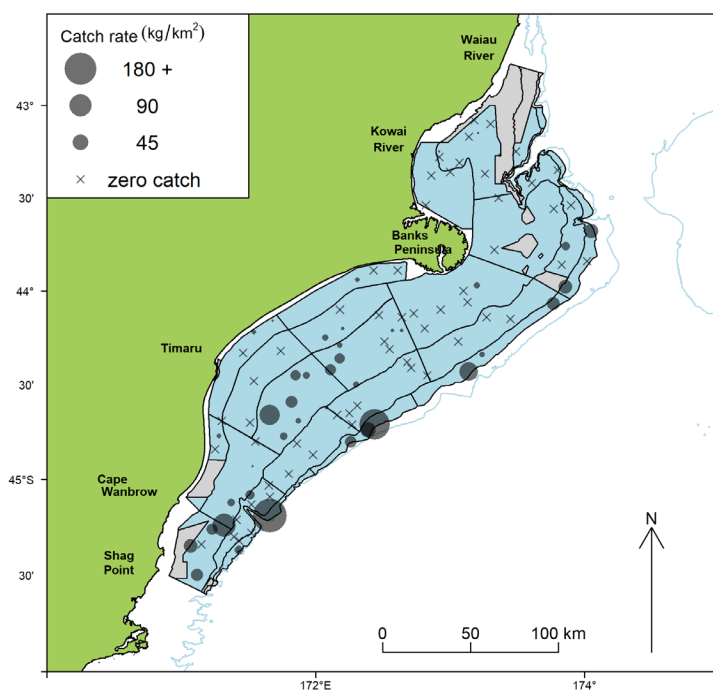 Catch rate (kg/km²)
180 +
90
45
× zero catch
Waiau
River
Kowai
River
Banks
Peninsula
Timaru
Cape
Wanbrow
Shag
Point
43°
30'
44°
30'
45°S
30'
N
0 50 100 km
172°E 174°